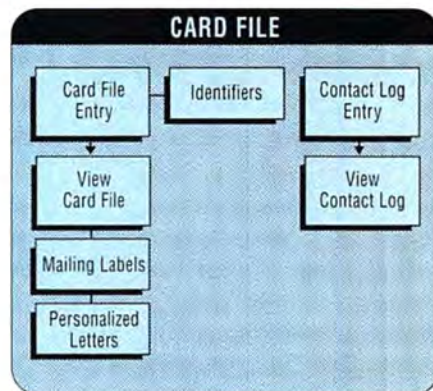 CARD FILE
Card File
Entry
Identifiers
Contact Log
Entry
View
Card File
View
Contact Log
Mailing Labels
Personalized
Letters